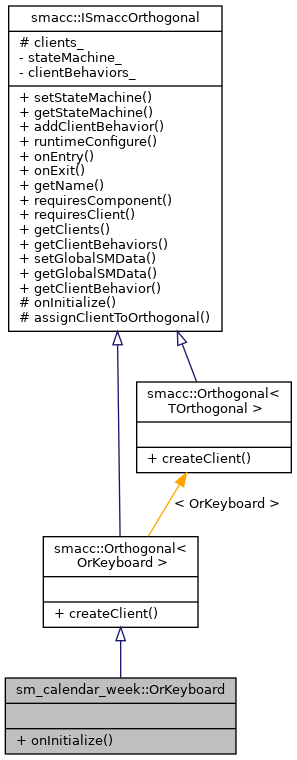 smacc::ISmaccOrthogonal
# clients_
- stateMachine_
- clientBehaviors_
+ setStateMachine()
+ getStateMachine()
+ addClientBehavior()
+ runtimeConfigure()
+ onEntry()
+ onExit()
+ getName()
+ requiresComponent()
+ requiresClient()
+ getClients()
+ getClientBehaviors()
+ setGlobalSMData()
+ getGlobalSMData()
+ getClientBehavior()
# onInitialize()
# assignClientToOrthogonal()
smacc::Orthogonal<
TOrthogonal >
+ createClient()
< OrKeyboard >
smacc::Orthogonal<
OrKeyboard >
+ createClient()
sm_calendar_week::OrKeyboard
+ onInitialize()